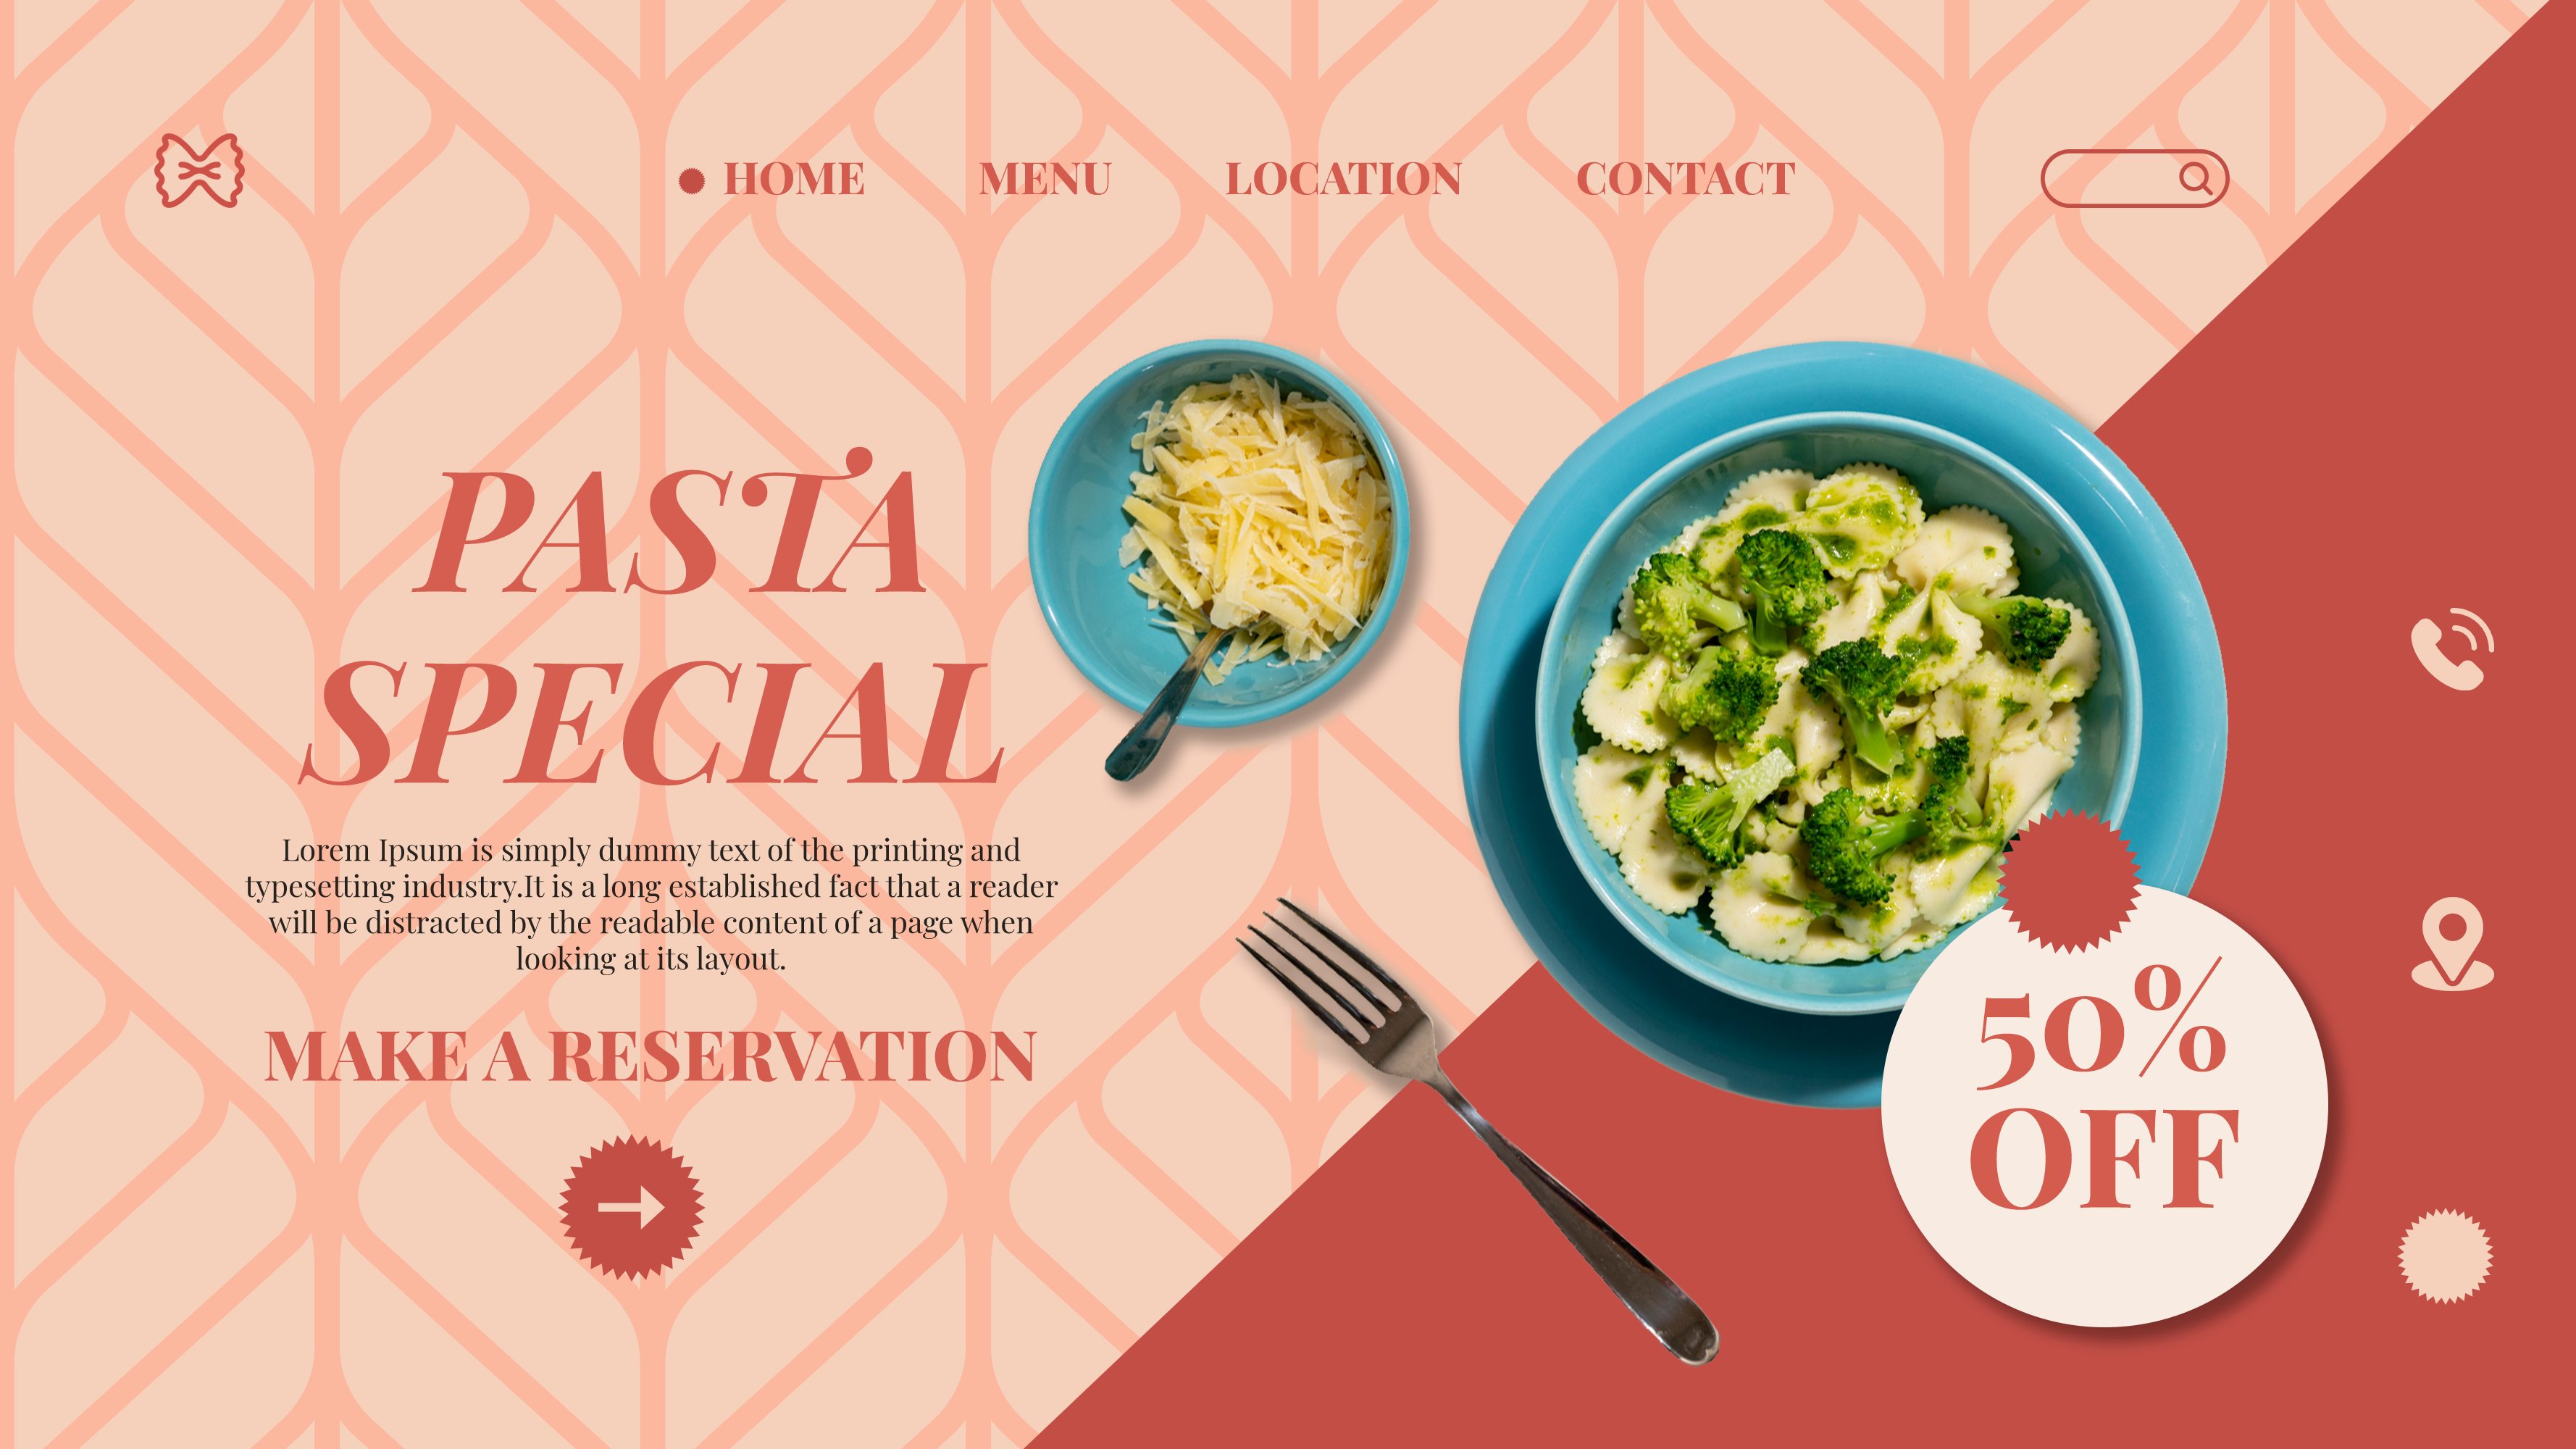 HOME MENU LOCATION CONTACT
PASTA
SPECIAL
Lorem Ipsum is simply dummy text of the printing and
typesetting industry.It is a long established fact that a reader
will be distracted by the readable content of a page when
looking at its layout.
MAKE A RESERVATION
50%
OFF